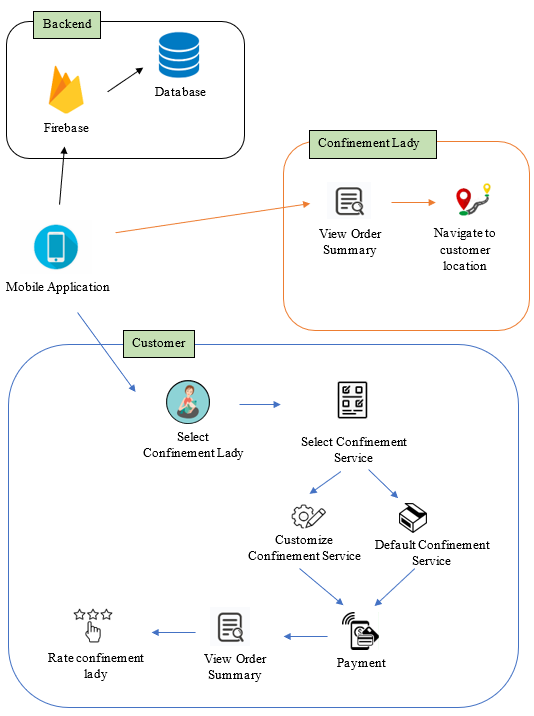 Backend
Database
Firebase
Confinement Lady
View Order
Summary
Navigate to
customer
location
Mobile Application
Customer
Select
Confinement Lady
Select Confinement
Service
Customize
Confinement Service
Default Confinement
Service
Rate confinement
lady
View Order
Summary
Payment